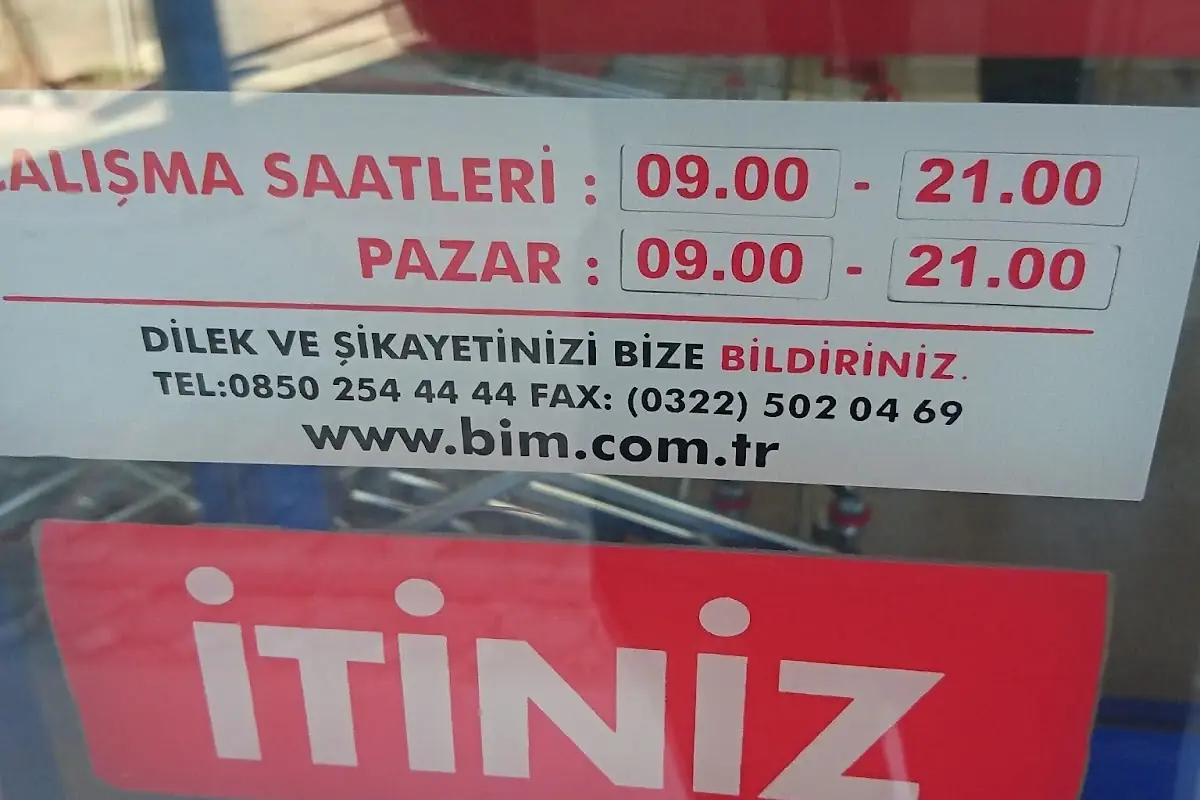 ÇALIŞMA SAATLERİ : 09.00 - 21.00
PAZAR : 09.00 - 21.00
DİLEK VE ŞİKAYETİNİZİ BİZE BİLDİRİNİZ.
TEL:0850 254 44 44 FAX: (0322) 502 04 69
www.bim.com.tr
İTİNİZ